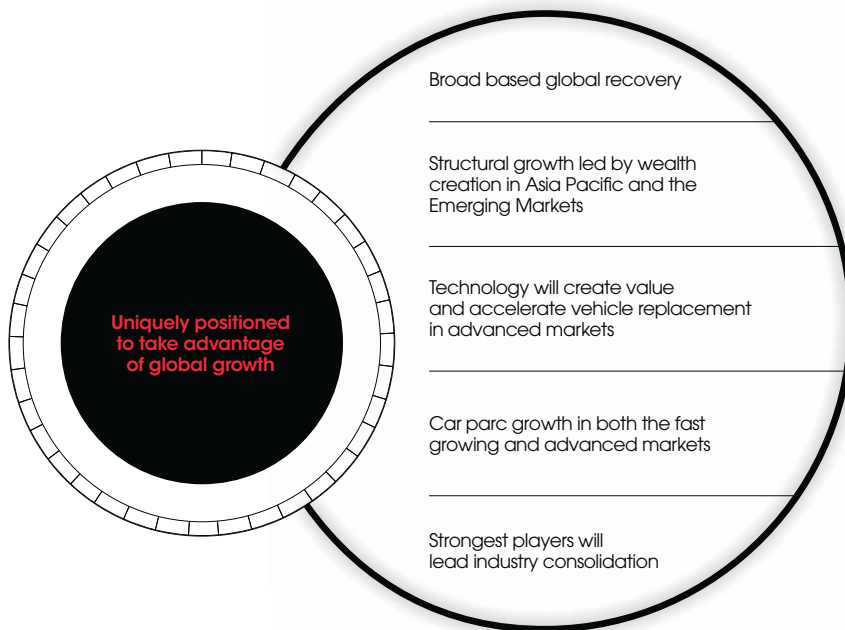 Uniquely positioned
to take advantage
of global growth
Broad based global recovery
Structural growth led by wealth
creation in Asia Pacific and the
Emerging Markets
Technology will create value
and accelerate vehicle replacement
in advanced markets
Car parc growth in both the fast
growing and advanced markets
Strongest players will
lead industry consolidation